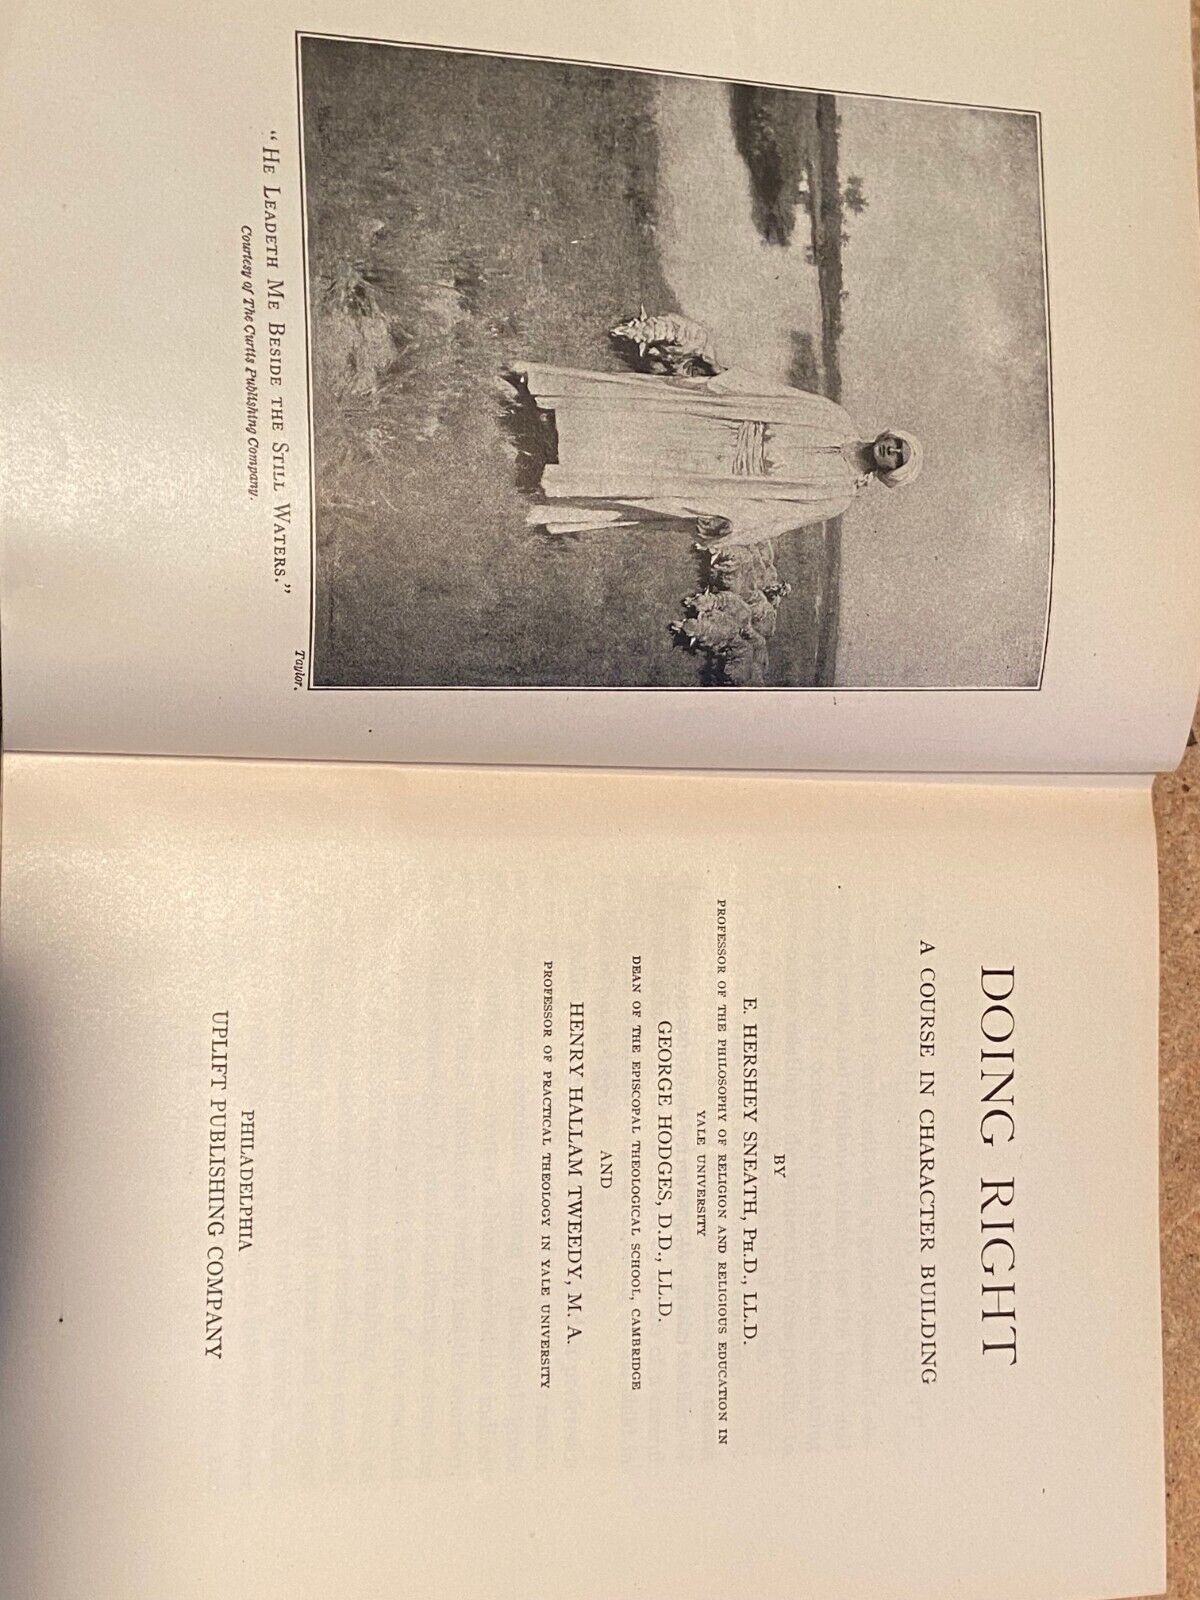 Taylor.
“ HE LEADETH ME BESIDE THE STILL WATERS.”
Courtesy of The Curtis Publishing Company.
DOING RIGHT
A COURSE IN CHARACTER BUILDING
BY
E. HERSHEY SNEATH, PH.D., LL.D.
PROFESSOR OF THE PHILOSOPHY OF RELIGION AND RELIGIOUS EDUCATION IN
YALE UNIVERSITY
GEORGE HODGES, D.D., LL.D.
DEAN OF THE EPISCOPAL THEOLOGICAL SCHOOL, CAMBRIDGE
AND
HENRY HALLAM TWEEDY, M. A.
PROFESSOR OF PRACTICAL THEOLOGY IN YALE UNIVERSITY
PHILADELPHIA
UPLIFT PUBLISHING COMPANY